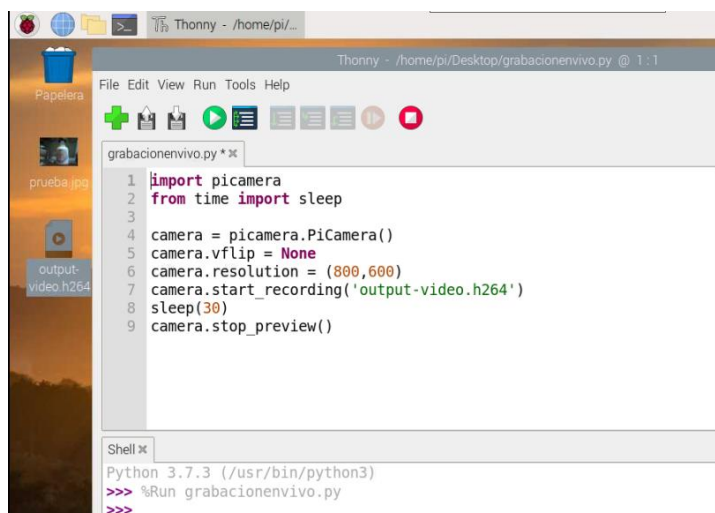 Thonny - /home/pi/...
Thonny - /home/pi/Desktop/grabacionenvivo.py @ 1:1
Papelera
File Edit View Run Tools Help
grabacionenvivo.py *
prueba.jpg
output-
video.h264
1 import picamera
2 from time import sleep
3
4 camera = picamera.PiCamera()
5 camera.vflip = None
6 camera.resolution = (800,600)
7 camera.start_recording('output-video.h264')
8 sleep(30)
9 camera.stop_preview()
Shell
Python 3.7.3 (/usr/bin/python3)
>>> %Run grabacionenvivo.py
>>>